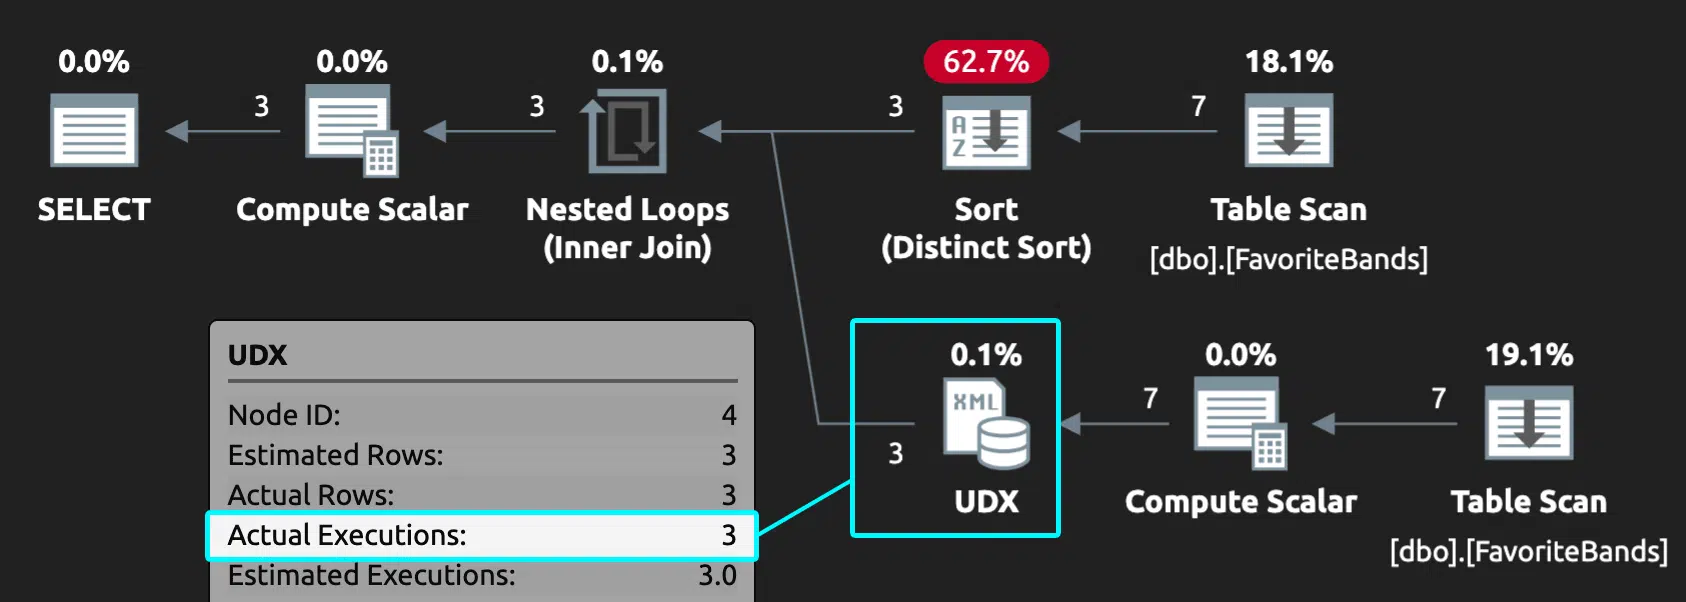 0.0%
0.0%
0.1%
62.7%
18.1%
3
3
3
7
A
Z
SELECT
Compute Scalar
Nested Loops
(Inner Join)
Sort
(Distinct Sort)
Table Scan
[dbo].[FavoriteBands]
0.1%
0.0%
19.1%
XML
3
7
7
UDX
Compute Scalar
Table Scan
[dbo].[FavoriteBands]
UDX
Node ID: 4
Estimated Rows: 3
Actual Rows: 3
Actual Executions: 3
Estimated Executions: 3.0